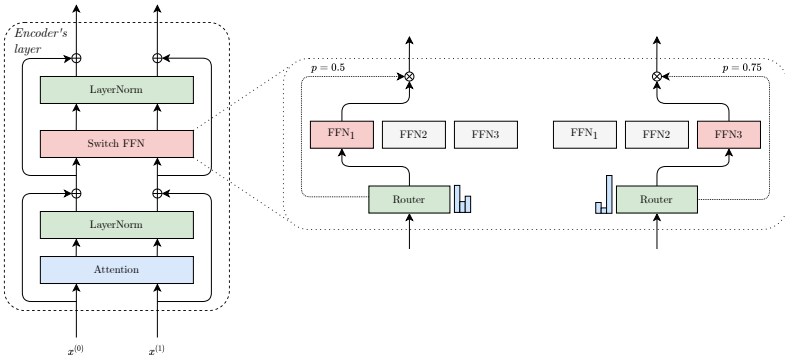 Encoder's
layer
LayerNorm
Switch FFN
LayerNorm
Attention
x⁽⁰⁾
x⁽¹⁾
p = 0.5
FFN₁
FFN2
FFN3
Router
p = 0.75
FFN₁
FFN2
FFN3
Router